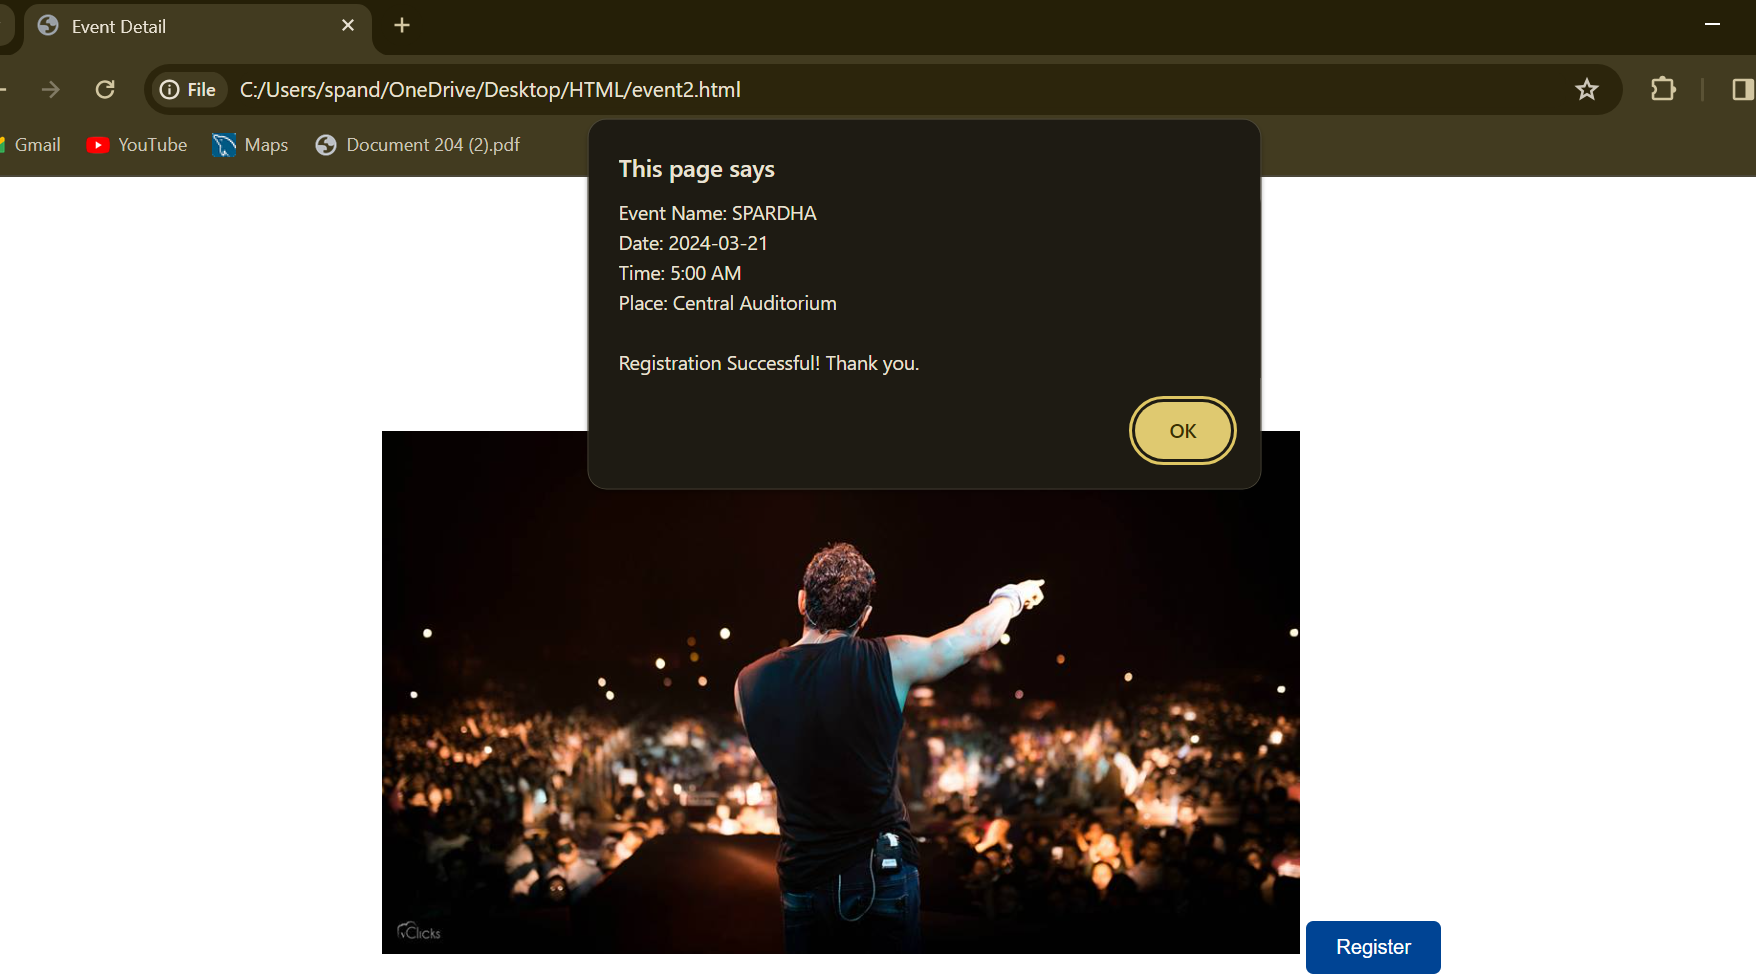 Event Detail
File
C:/Users/spand/OneDrive/Desktop/HTML/event2.html
Gmail
YouTube
Maps
Document 204 (2).pdf
This page says
Event Name: SPARDHA
Date: 2024-03-21
Time: 5:00 AM
Place: Central Auditorium
Registration Successful! Thank you.
OK
vClicks
Register